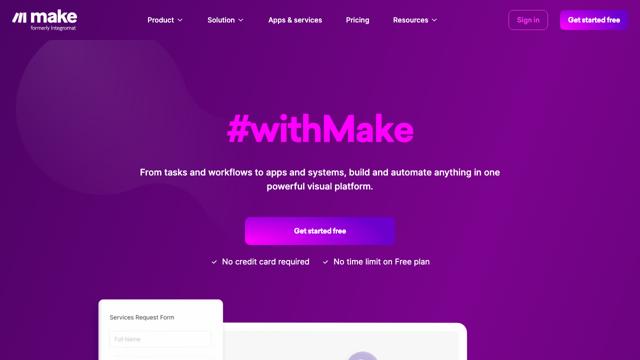 make
formerly Integromat
Product
Solution
Apps & services
Pricing
Resources
Sign in
Get started free
#withMake
From tasks and workflows to apps and systems, build and automate anything in one
powerful visual platform.
Get started free
No credit card required
No time limit on Free plan
Services Request Form
Full Name